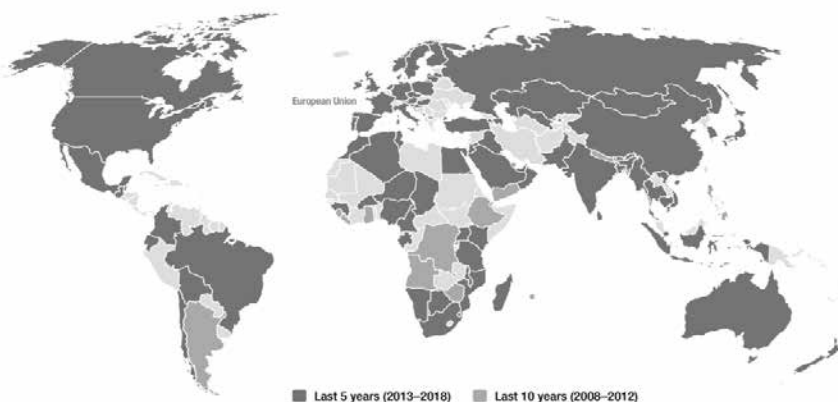 European Union
Last 5 years (2013–2018) Last 10 years (2008–2012)